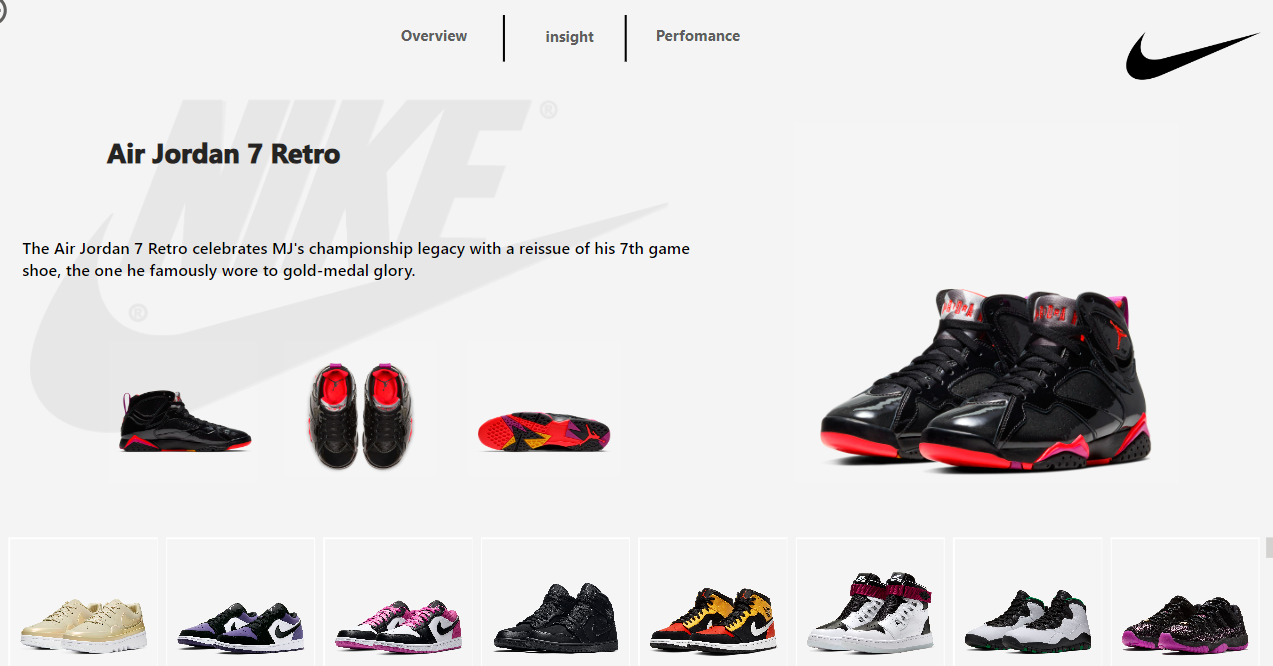 Overview
insight
Perfomance
NIKE
®
Air Jordan 7 Retro
The Air Jordan 7 Retro celebrates MJ's championship legacy with a reissue of his 7th game
shoe, the one he famously wore to gold-medal glory.
®